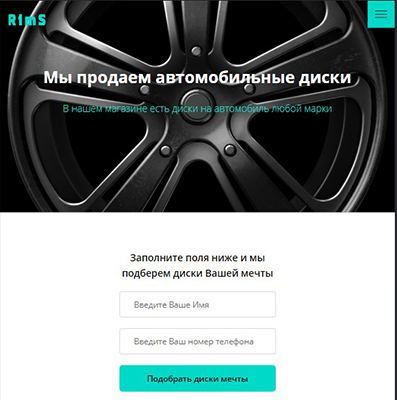 RimS
Мы продаем автомобильные диски
В нашем магазине есть диски на автомобиль любой марки
Заполните поля ниже и мы
подберем диски Вашей мечты
Введите Ваше Имя
Введите Ваш номер телефона
Подобрать диски мечты